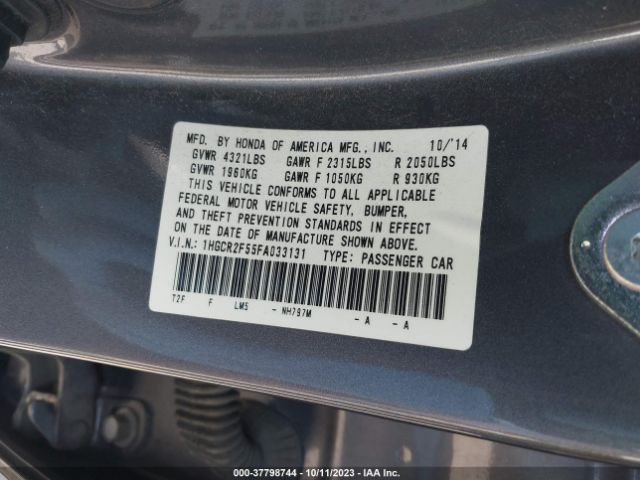 MFD. BY HONDA OF AMERICA MFG., INC. 10/'14
GVWR 4321LBS GAWR F 2315LBS R 2050LBS
GVWR 1960KG GAWR F 1050KG R 930KG
THIS VEHICLE CONFORMS TO ALL APPLICABLE
FEDERAL MOTOR VEHICLE SAFETY, BUMPER,
AND THEFT PREVENTION STANDARDS IN EFFECT
ON THE DATE OF MANUFACTURE SHOWN ABOVE.
V.I.N.: 1HGCR2F55FA033131 TYPE: PASSENGER CAR
T2F F LM5 - NH797M - A - A
000-37798744 | 10/11/2023 | IAA Inc.